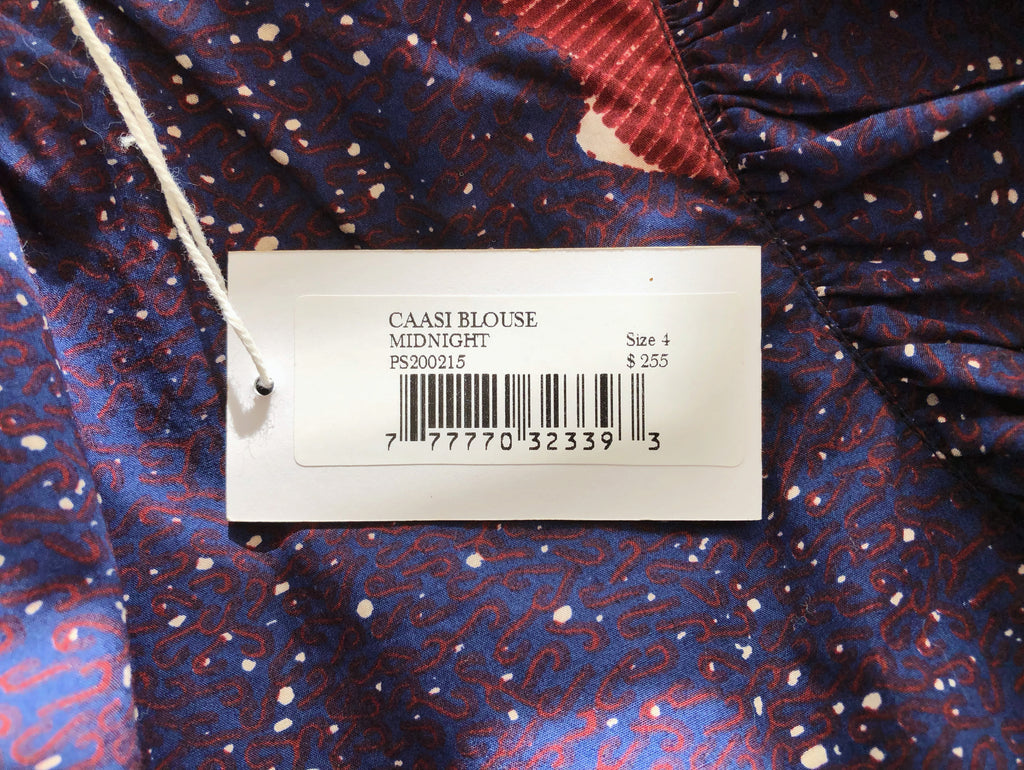 CAASI BLOUSE
MIDNIGHT Size 4
PS200215 $ 255
7 77770 32339 3